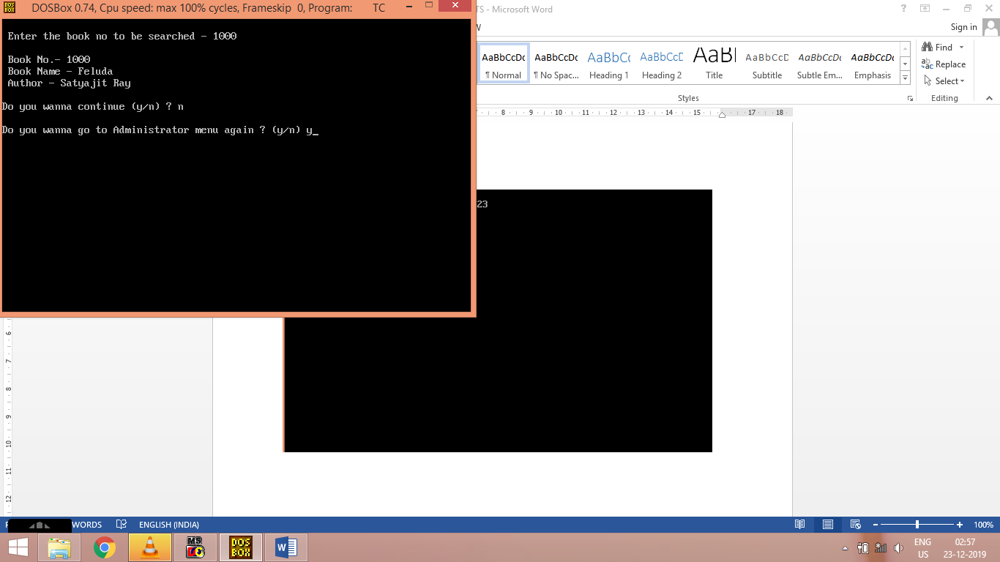 DOSBox 0.74, Cpu speed: max 100% cycles, Frameskip 0, Program: TC
TS - Microsoft Word
Enter the book no to be searched - 1000
Book No.- 1000
Book Name - Feluda
Author - Satyajit Ray
Do you wanna continue (y/n) ? n
Do you wanna go to Administrator menu again ? (y/n) y_
W
Sign in
AaBbCcDc AaBbCcDc AaBbCc AaBbCcD AaB AaBbCcD AaBbCcDc AaBbCcDc
¶ Normal ¶ No Spac... Heading 1 Heading 2 Title Subtitle Subtle Em... Emphasis
Styles
Find
Replace
Select
Editing
8 9 10 11 12 13 14 15 17 18
23
6
7
8
9
10
11
12
WORDS ENGLISH (INDIA)
100%
MS
DOS
BOX
W
ENG
US
02:57
23-12-2019